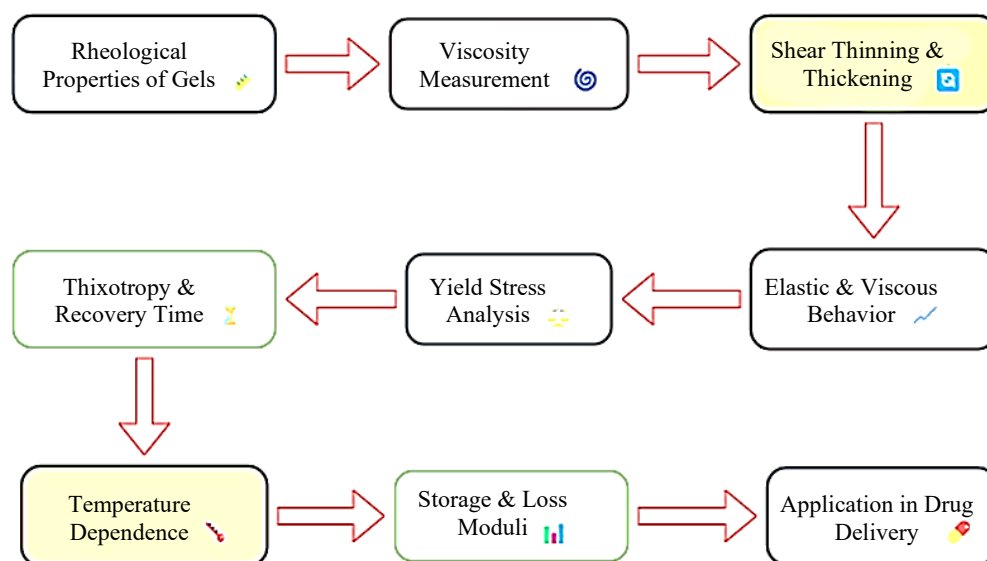 Rheological
Properties of Gels
Viscosity
Measurement
Shear Thinning &
Thickening
Elastic & Viscous
Behavior
Yield Stress
Analysis
Thixotropy &
Recovery Time
Temperature
Dependence
Storage & Loss
Moduli
Application in Drug
Delivery